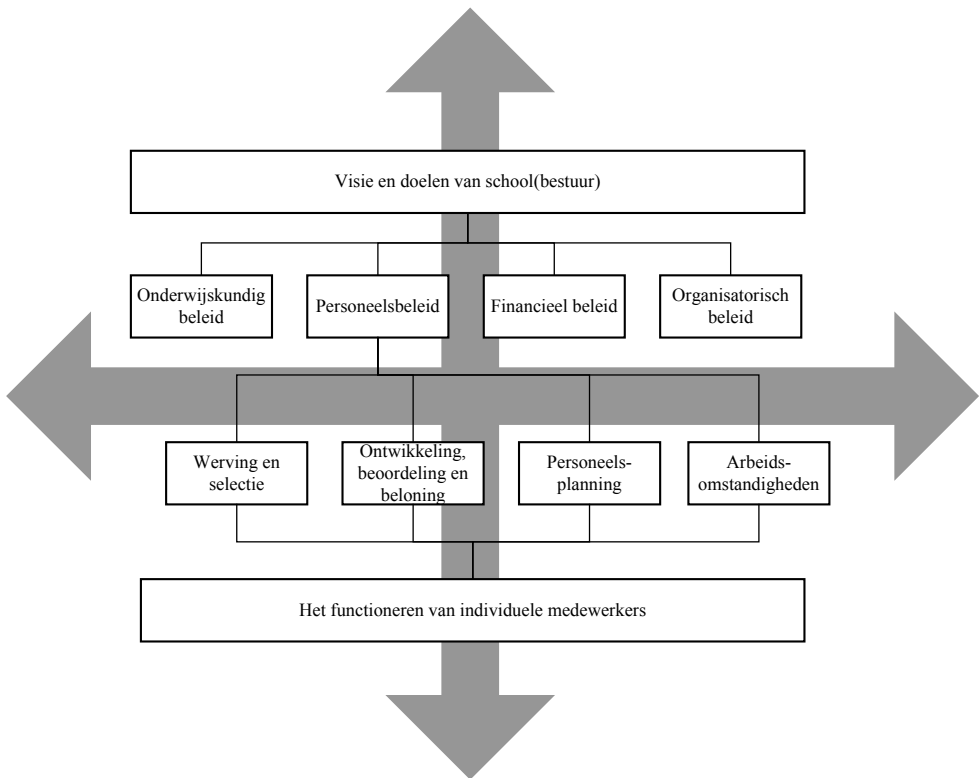 Visie en doelen van school(bestuur)
Onderwijskundig
beleid
Personeelsbeleid
Financieel beleid
Organisatorisch
beleid
Werving en
selectie
Ontwikkeling,
beoordeling en
beloning
Personeels-
planning
Arbeids-
omstandigheden
Het functioneren van individuele medewerkers